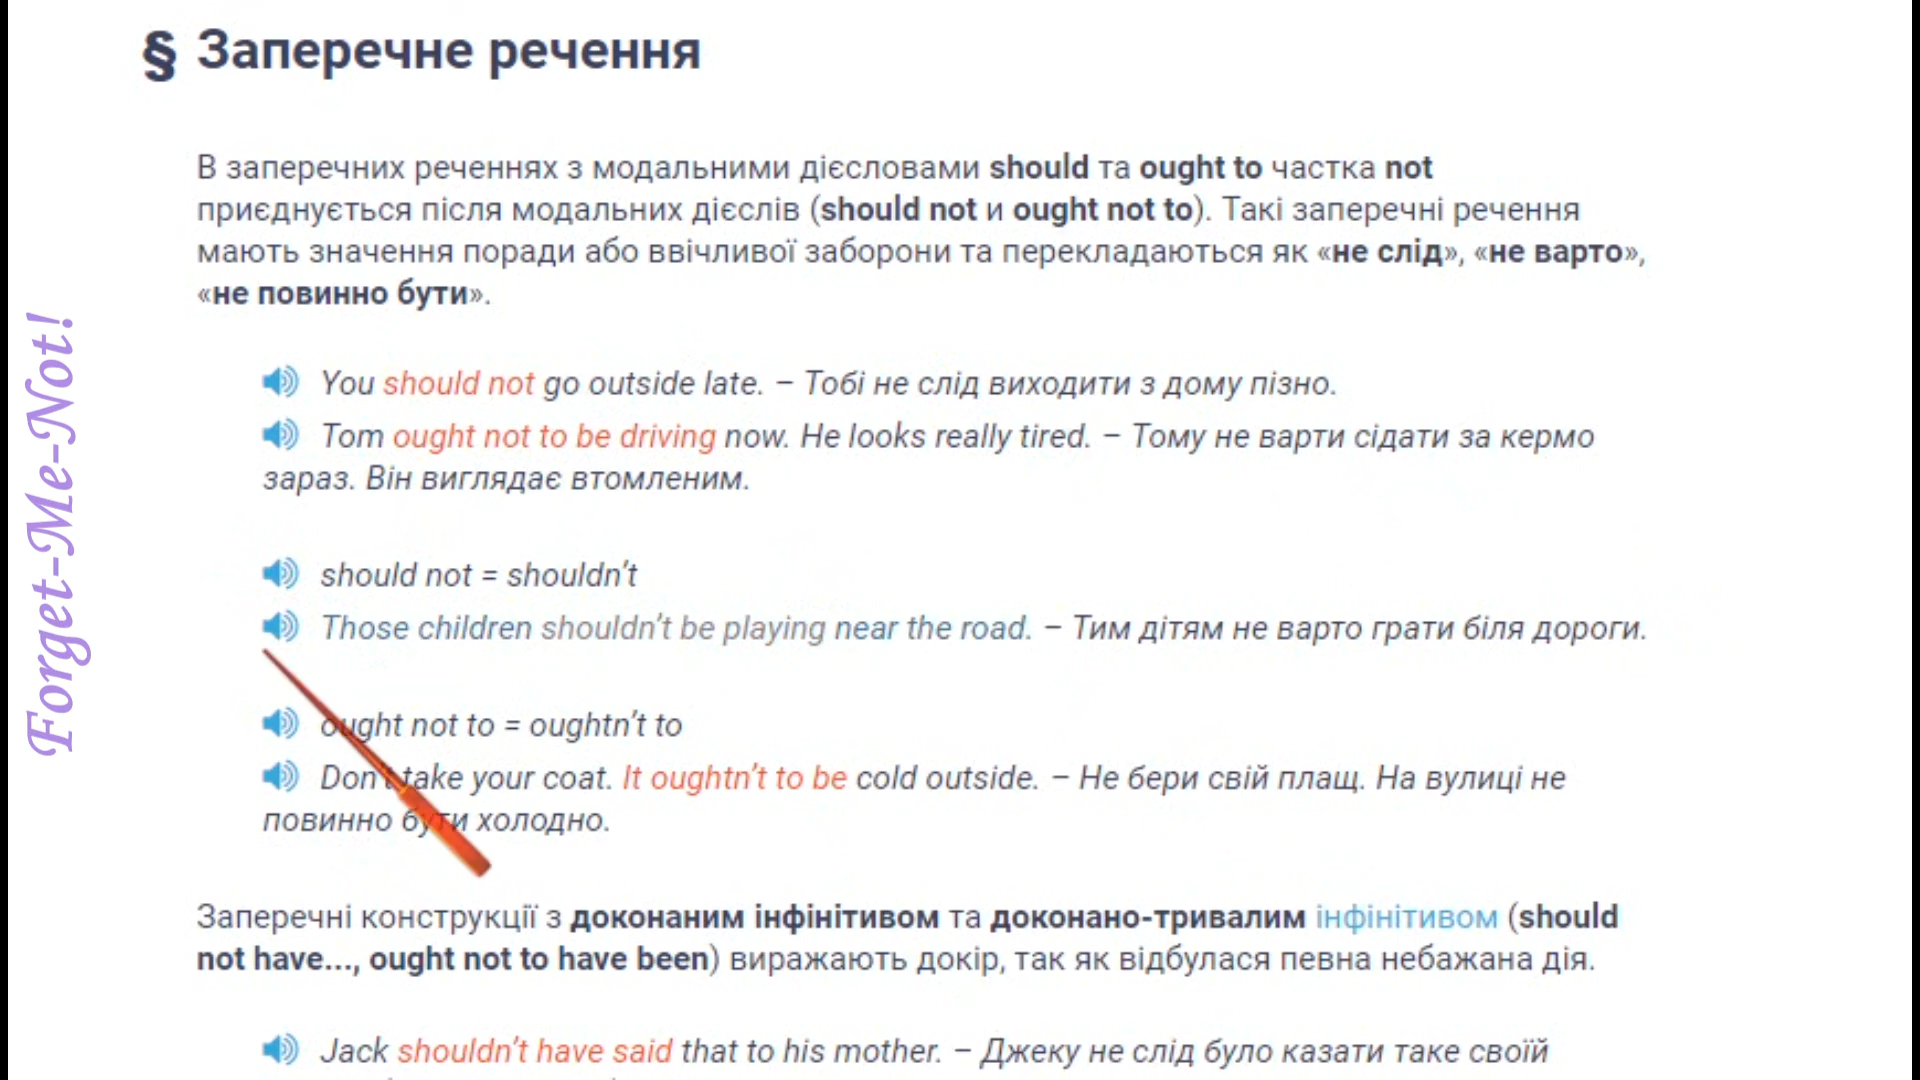 § Заперечне речення
В заперечних реченнях з модальними дієсловами should та ought to частка not
приєднується після модальних дієслів (should not и ought not to). Такі заперечні речення
мають значення поради або ввічливої заборони та перекладаються як «не слід», «не варто»,
«не повинно бути».
You should not go outside late. – Тобі не слід виходити з дому пізно.
Tom ought not to be driving now. He looks really tired. – Тому не варти сідати за кермо
зараз. Він виглядає втомленим.
should not = shouldn't
Those children shouldn't be playing near the road. – Тим дітям не варто грати біля дороги.
ought not to = oughtn't to
Don't take your coat. It oughtn't to be cold outside. – Не бери свій плащ. На вулиці не
повинно бути холодно.
Заперечні конструкції з доконаним інфінітивом та доконано-тривалим інфінітивом (should
not have..., ought not to have been) виражають докір, так як відбулася певна небажана дія.
Jack shouldn't have said that to his mother. – Джеку не слід було казати таке своїй
Forget-Me-Not!